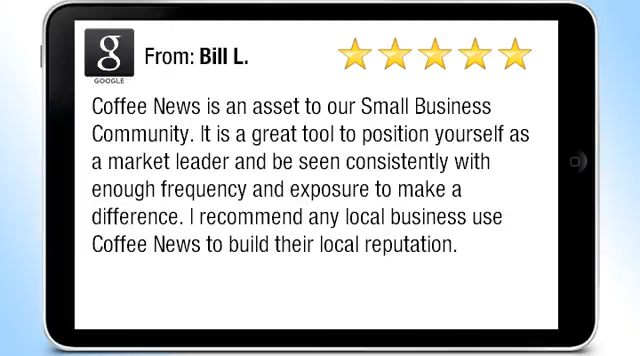 g
GOOGLE
From: Bill L.
Coffee News is an asset to our Small Business
Community. It is a great tool to position yourself as
a market leader and be seen consistently with
enough frequency and exposure to make a
difference. I recommend any local business use
Coffee News to build their local reputation.